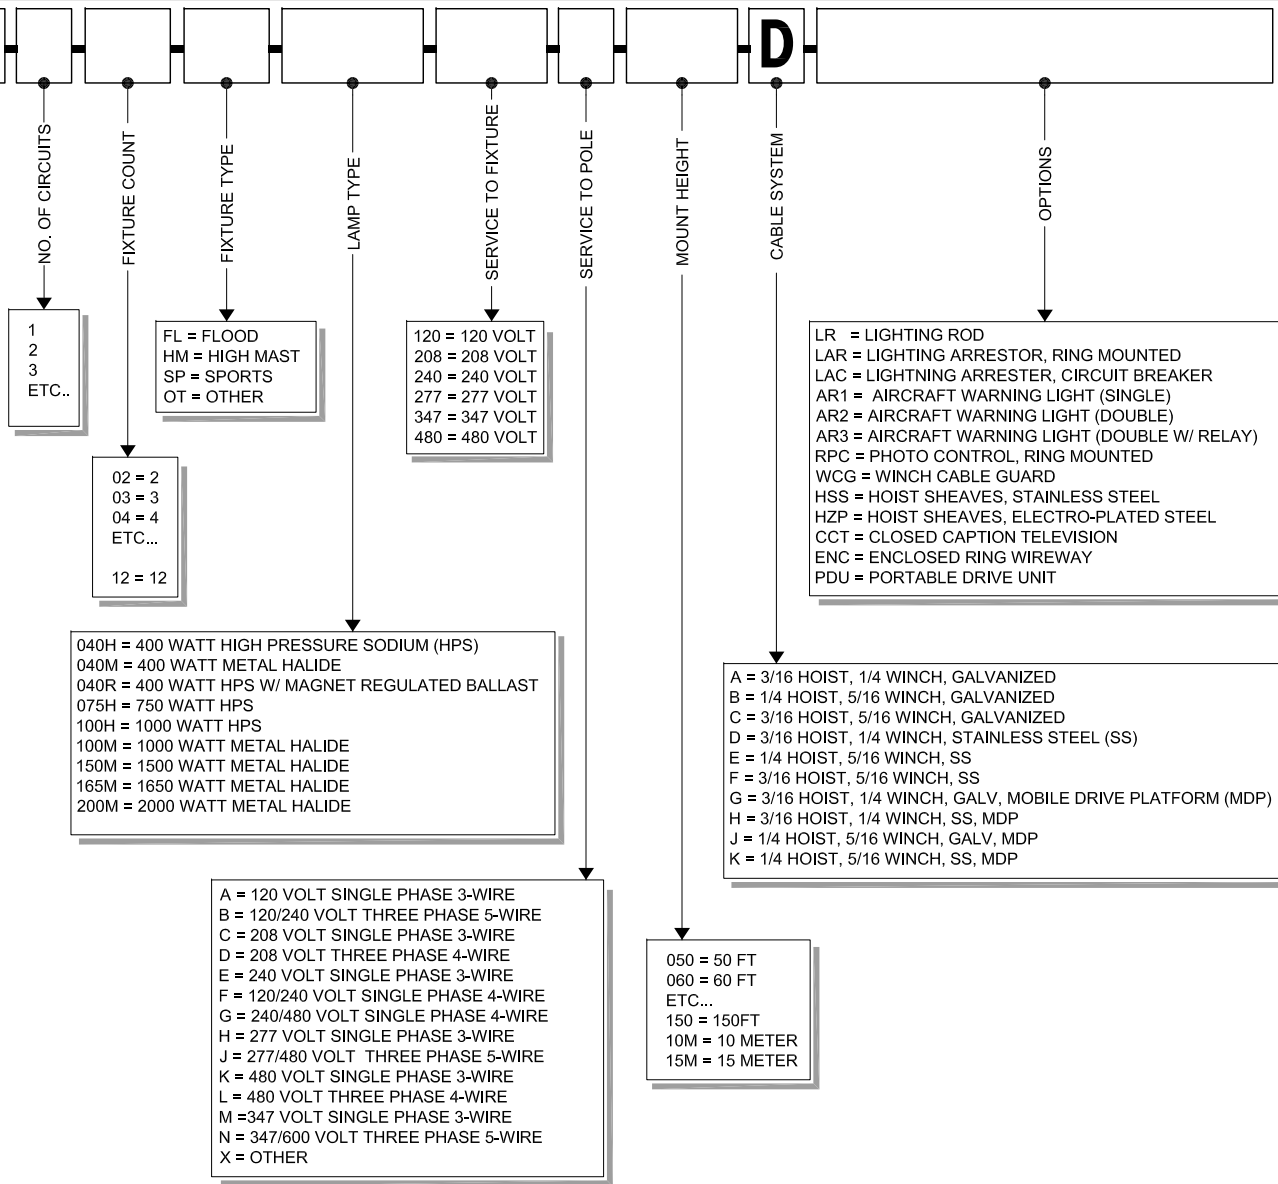 D
NO. OF CIRCUITS
FIXTURE COUNT
FIXTURE TYPE
LAMP TYPE
SERVICE TO FIXTURE
SERVICE TO POLE
MOUNT HEIGHT
CABLE SYSTEM
OPTIONS
1
2
3
ETC..
02 = 2
03 = 3
04 = 4
ETC...
12 = 12
FL = FLOOD
HM = HIGH MAST
SP = SPORTS
OT = OTHER
040H = 400 WATT HIGH PRESSURE SODIUM (HPS)
040M = 400 WATT METAL HALIDE
040R = 400 WATT HPS W/ MAGNET REGULATED BALLAST
075H = 750 WATT HPS
100H = 1000 WATT HPS
100M = 1000 WATT METAL HALIDE
150M = 1500 WATT METAL HALIDE
165M = 1650 WATT METAL HALIDE
200M = 2000 WATT METAL HALIDE
120 = 120 VOLT
208 = 208 VOLT
240 = 240 VOLT
277 = 277 VOLT
347 = 347 VOLT
480 = 480 VOLT
A = 120 VOLT SINGLE PHASE 3-WIRE
B = 120/240 VOLT THREE PHASE 5-WIRE
C = 208 VOLT SINGLE PHASE 3-WIRE
D = 208 VOLT THREE PHASE 4-WIRE
E = 240 VOLT SINGLE PHASE 3-WIRE
F = 120/240 VOLT SINGLE PHASE 4-WIRE
G = 240/480 VOLT SINGLE PHASE 4-WIRE
H = 277 VOLT SINGLE PHASE 3-WIRE
J = 277/480 VOLT THREE PHASE 5-WIRE
K = 480 VOLT SINGLE PHASE 3-WIRE
L = 480 VOLT THREE PHASE 4-WIRE
M =347 VOLT SINGLE PHASE 3-WIRE
N = 347/600 VOLT THREE PHASE 5-WIRE
X = OTHER
050 = 50 FT
060 = 60 FT
ETC...
150 = 150FT
10M = 10 METER
15M = 15 METER
A = 3/16 HOIST, 1/4 WINCH, GALVANIZED
B = 1/4 HOIST, 5/16 WINCH, GALVANIZED
C = 3/16 HOIST, 5/16 WINCH, GALVANIZED
D = 3/16 HOIST, 1/4 WINCH, STAINLESS STEEL (SS)
E = 1/4 HOIST, 5/16 WINCH, SS
F = 3/16 HOIST, 5/16 WINCH, SS
G = 3/16 HOIST, 1/4 WINCH, GALV, MOBILE DRIVE PLATFORM (MDP)
H = 3/16 HOIST, 1/4 WINCH, SS, MDP
J = 1/4 HOIST, 5/16 WINCH, GALV, MDP
K = 1/4 HOIST, 5/16 WINCH, SS, MDP
LR = LIGHTING ROD
LAR = LIGHTING ARRESTOR, RING MOUNTED
LAC = LIGHTNING ARRESTER, CIRCUIT BREAKER
AR1 = AIRCRAFT WARNING LIGHT (SINGLE)
AR2 = AIRCRAFT WARNING LIGHT (DOUBLE)
AR3 = AIRCRAFT WARNING LIGHT (DOUBLE W/ RELAY)
RPC = PHOTO CONTROL, RING MOUNTED
WCG = WINCH CABLE GUARD
HSS = HOIST SHEAVES, STAINLESS STEEL
HZP = HOIST SHEAVES, ELECTRO-PLATED STEEL
CCT = CLOSED CAPTION TELEVISION
ENC = ENCLOSED RING WIREWAY
PDU = PORTABLE DRIVE UNIT